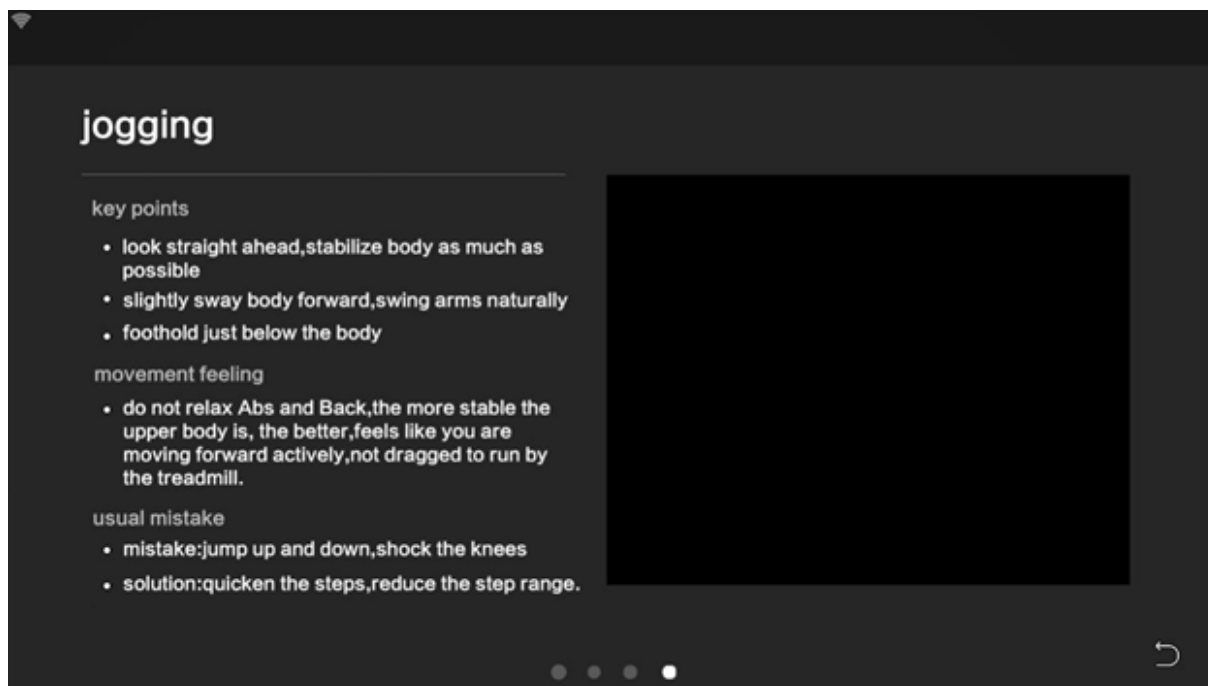 jogging
key points
• look straight ahead,stabilize body as much as
possible
• slightly sway body forward,swing arms naturally
• foothold just below the body
movement feeling
• do not relax Abs and Back,the more stable the
upper body is, the better,feels like you are
moving forward actively,not dragged to run by
the treadmill.
usual mistake
• mistake:jump up and down,shock the knees
• solution:quicken the steps,reduce the step range.